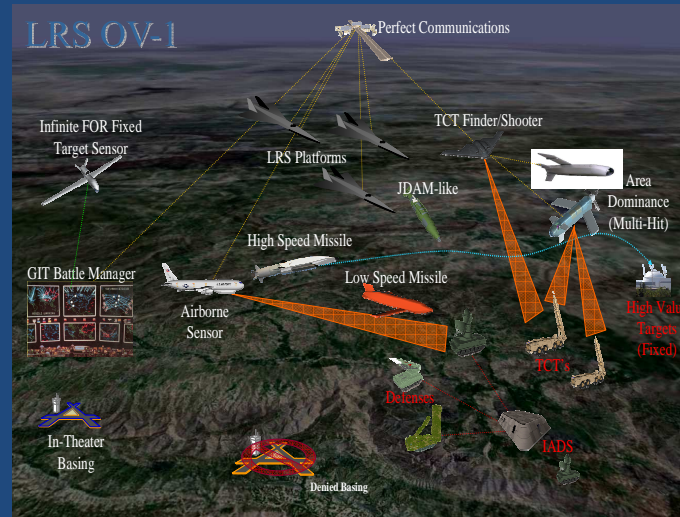 LRS OV-1
Perfect Communications
Infinite FOR Fixed
Target Sensor
TCT Finder/Shooter
LRS Platforms
JDAM-like
Area
Dominance
(Multi-Hit)
High Speed Missile
GIT Battle Manager
Low Speed Missile
Airborne
Sensor
High Valu
Targets
(Fixed)
TCT's
Defenses
IADS
In-Theater
Basing
Denied Basing